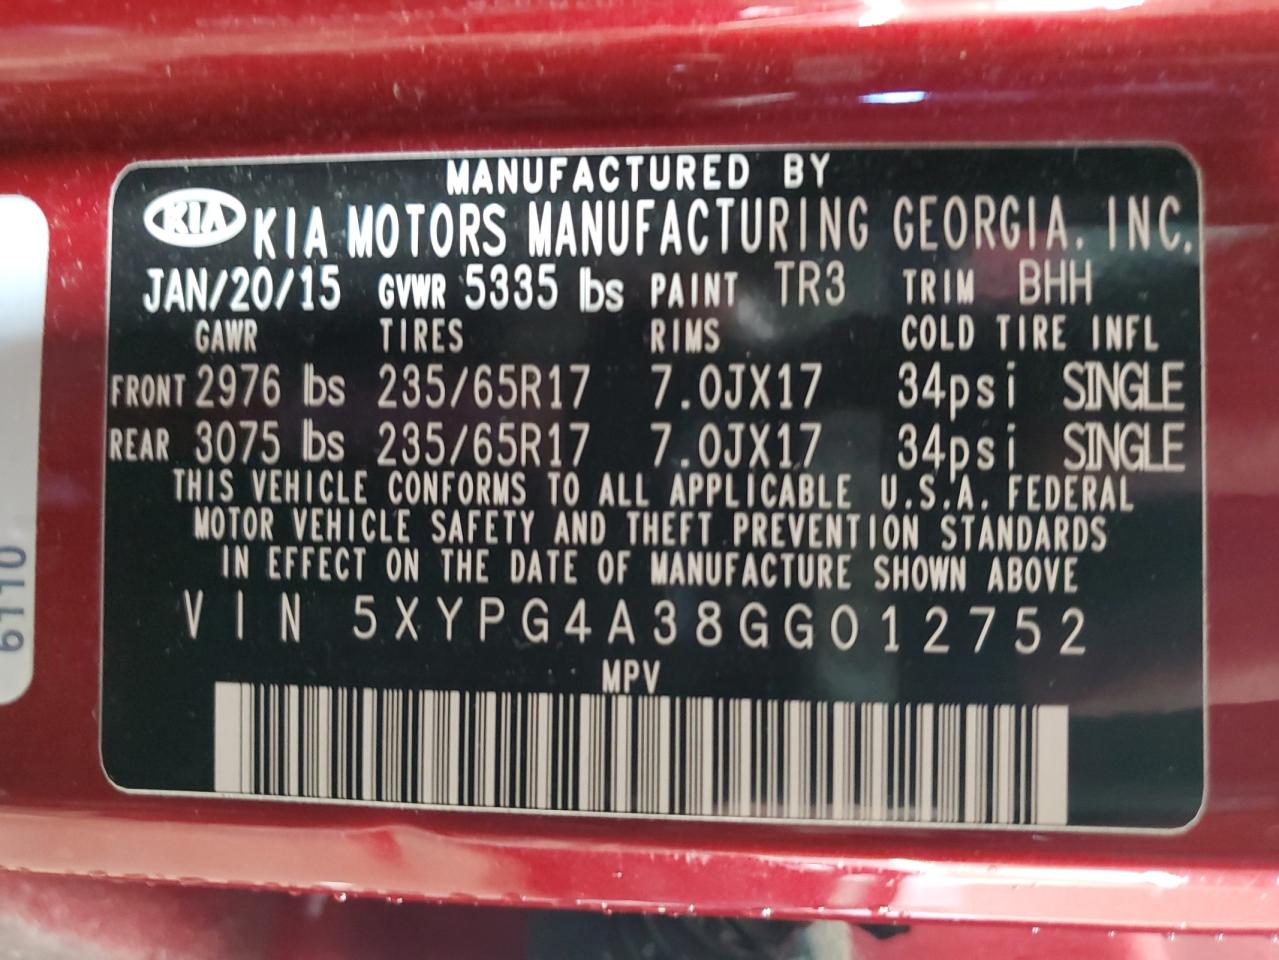 MANUFACTURED BY
KIA KIA MOTORS MANUFACTURING GEORGIA, INC.
JAN/20/15 GVWR 5335 lbs PAINT TR3 TRIM BHH
GAWR TIRES RIMS COLD TIRE INFL
FRONT 2976 lbs 235/65R17 7.0JX17 34psi SINGLE
REAR 3075 lbs 235/65R17 7.0JX17 34psi SINGLE
THIS VEHICLE CONFORMS TO ALL APPLICABLE U.S.A. FEDERAL
MOTOR VEHICLE SAFETY AND THEFT PREVENTION STANDARDS
IN EFFECT ON THE DATE OF MANUFACTURE SHOWN ABOVE
VIN 5XYPG4A38GG012752
MPV
6110